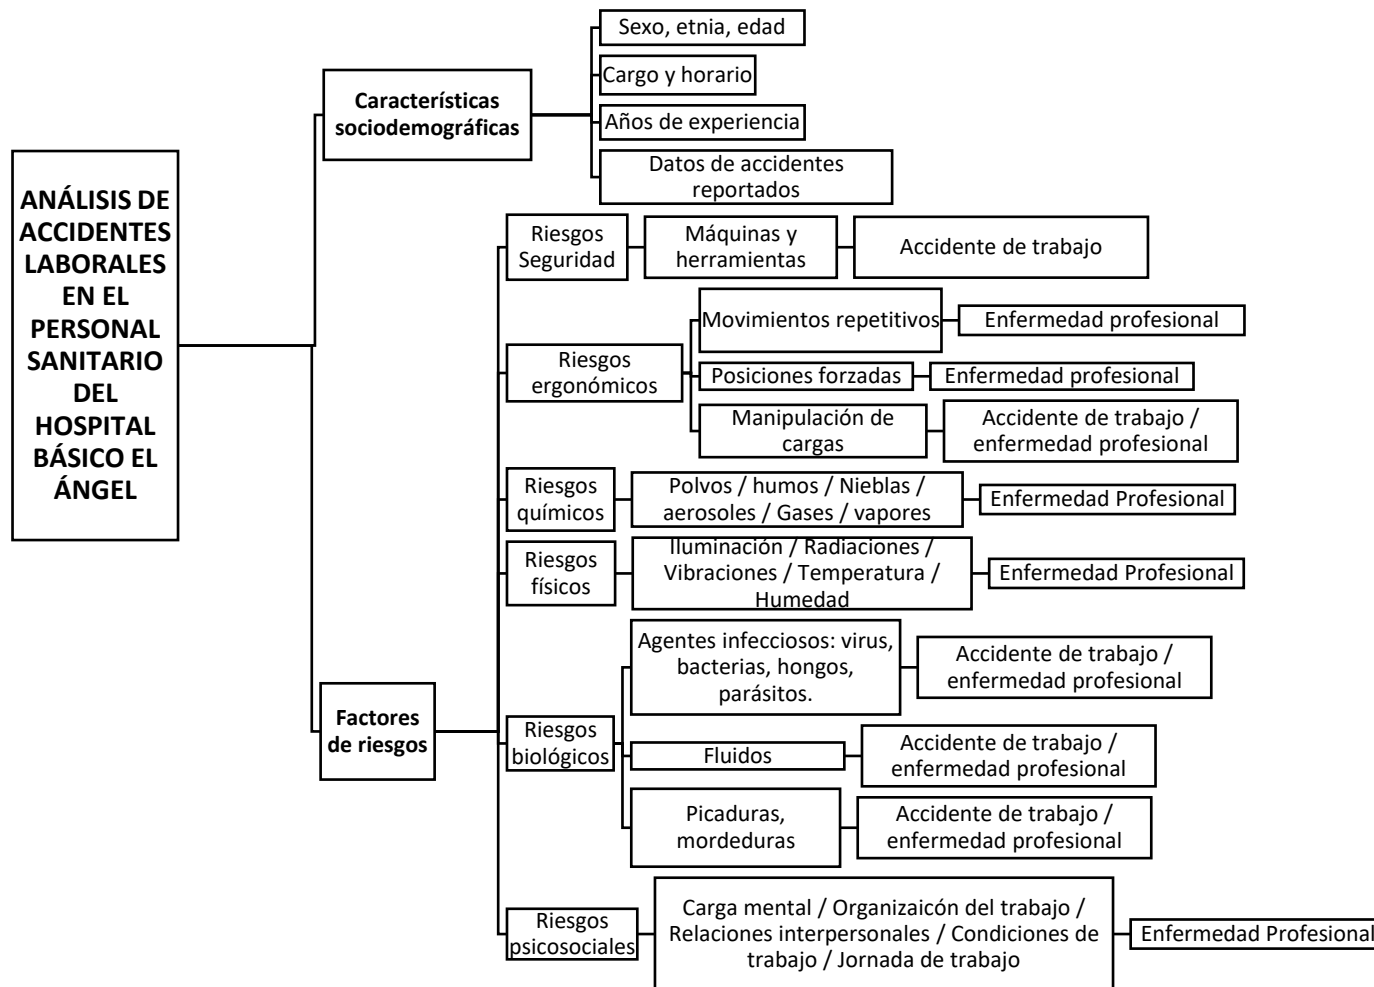 ANÁLISIS DE
ACCIDENTES
LABORALES
EN EL
PERSONAL
SANITARIO
DEL
HOSPITAL
BÁSICO EL
ÁNGEL
Características
sociodemográficas
Sexo, etnia, edad
Cargo y horario
Años de experiencia
Datos de accidentes
reportados
Factores
de riesgos
Riesgos
Seguridad
Máquinas y
herramientas
Accidente de trabajo
Riesgos
ergonómicos
Movimientos repetitivos
Enfermedad profesional
Posiciones forzadas
Enfermedad profesional
Manipulación de
cargas
Accidente de trabajo /
enfermedad profesional
Riesgos
químicos
Polvos / humos / Nieblas /
aerosoles / Gases / vapores
Enfermedad Profesional
Riesgos
físicos
Iluminación / Radiaciones /
Vibraciones / Temperatura /
Humedad
Enfermedad Profesional
Riesgos
biológicos
Agentes infecciosos: virus,
bacterias, hongos,
parásitos.
Accidente de trabajo /
enfermedad profesional
Fluidos
Accidente de trabajo /
enfermedad profesional
Picaduras,
mordeduras
Accidente de trabajo /
enfermedad profesional
Riesgos
psicosociales
Carga mental / Organizaicón del trabajo /
Relaciones interpersonales / Condiciones de
trabajo / Jornada de trabajo
Enfermedad Profesional